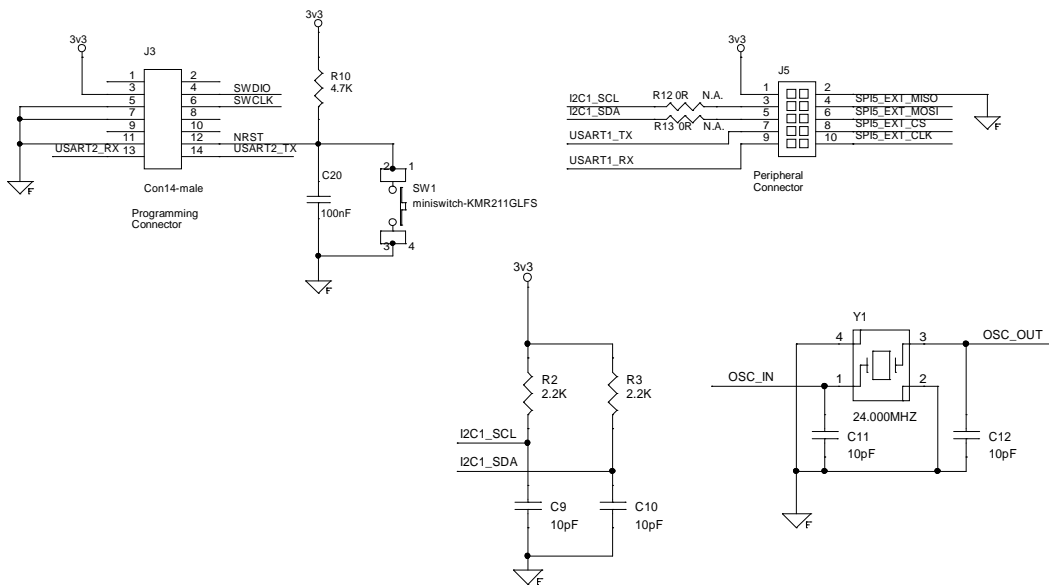 3v3
J3
1 2
3 4 SWDIO
5 6 SWCLK
7 8
9 10
11 12 NRST
USART2_RX 13 14 USART2_TX
Con14-male
Programming
Connector
3v3
R10
4.7K
C20
100nF
2 1
SW1
miniswitch-KMR211GLFS
3 4
F
F
3v3
J5
1 2
I2C1_SCL R12 0R N.A. 3 4 SPI5_EXT_MISO
I2C1_SDA R13 0R N.A. 5 6 SPI5_EXT_MOSI
USART1_TX 7 8 SPI5_EXT_CS
USART1_RX 9 10 SPI5_EXT_CLK
F
Peripheral
Connector
3v3
R2
2.2K
R3
2.2K
I2C1_SCL
I2C1_SDA
C9
10pF
C10
10pF
F
Y1
4 3 OSC_OUT
OSC_IN 1 2
24.000MHZ
C11
10pF
C12
10pF
F